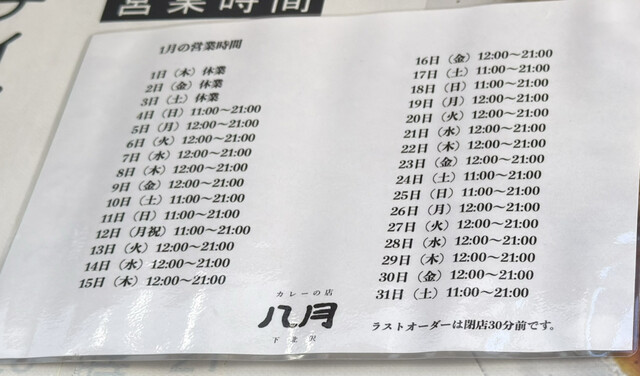 営業時間
1月の営業時間
1日（木）休業
2日（金）休業
3日（土）休業
4日（日）11:00～21:00
5日（月）12:00～21:00
6日（火）12:00～21:00
7日（水）12:00～21:00
8日（木）12:00～21:00
9日（金）12:00～21:00
10日（土）11:00～21:00
11日（日）11:00～21:00
12日（月祝）11:00～21:00
13日（火）12:00～21:00
14日（水）12:00～21:00
15日（木）12:00～21:00
16日（金）12:00～21:00
17日（土）11:00～21:00
18日（日）11:00～21:00
19日（月）12:00～21:00
20日（火）12:00～21:00
21日（水）12:00～21:00
22日（木）12:00～21:00
23日（金）12:00～21:00
24日（土）11:00～21:00
25日（日）11:00～21:00
26日（月）12:00～21:00
27日（火）12:00～21:00
28日（水）12:00～21:00
29日（木）12:00～21:00
30日（金）12:00～21:00
31日（土）11:00～21:00
カレーの店
八月
下北沢
ラストオーダーは閉店30分前です。